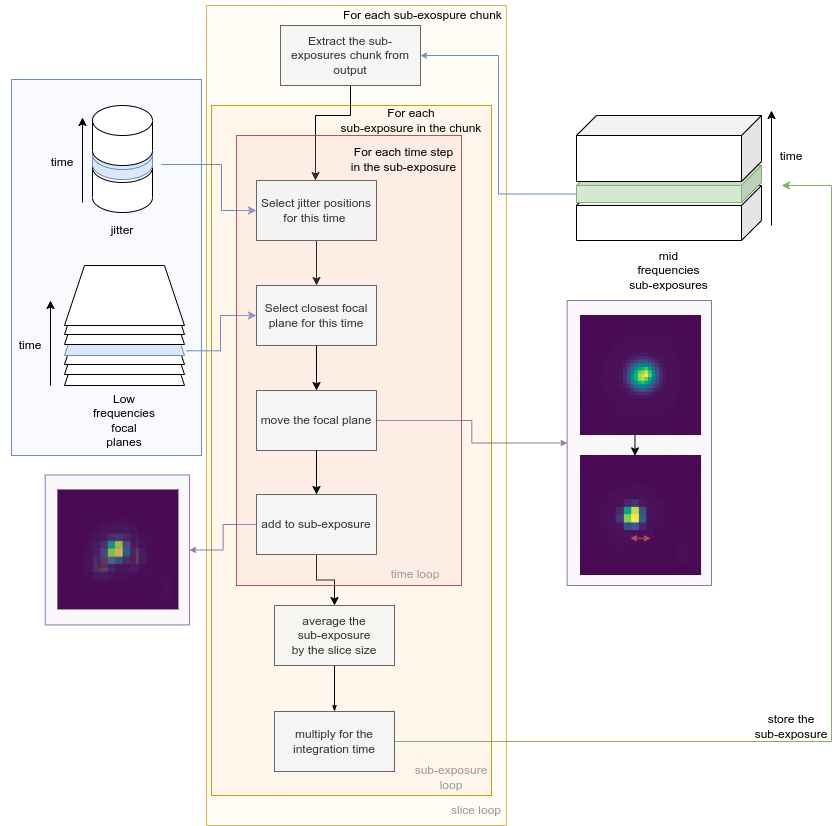 For each sub-exospure chunk
Extract the sub-
exposures chunk from
output
For each
sub-exposure in the chunk
For each time step
in the sub-exposure
time
jitter
Select jitter positions
for this time
time
mid
frequencies
sub-exposures
time
Low
frequencies
focal
planes
Select closest focal
plane for this time
move the focal plane
add to sub-exposure
time loop
average the
sub-exposure
by the slice size
multiply for the
integration time
store the
sub-exposure
sub-exposure
loop
slice loop